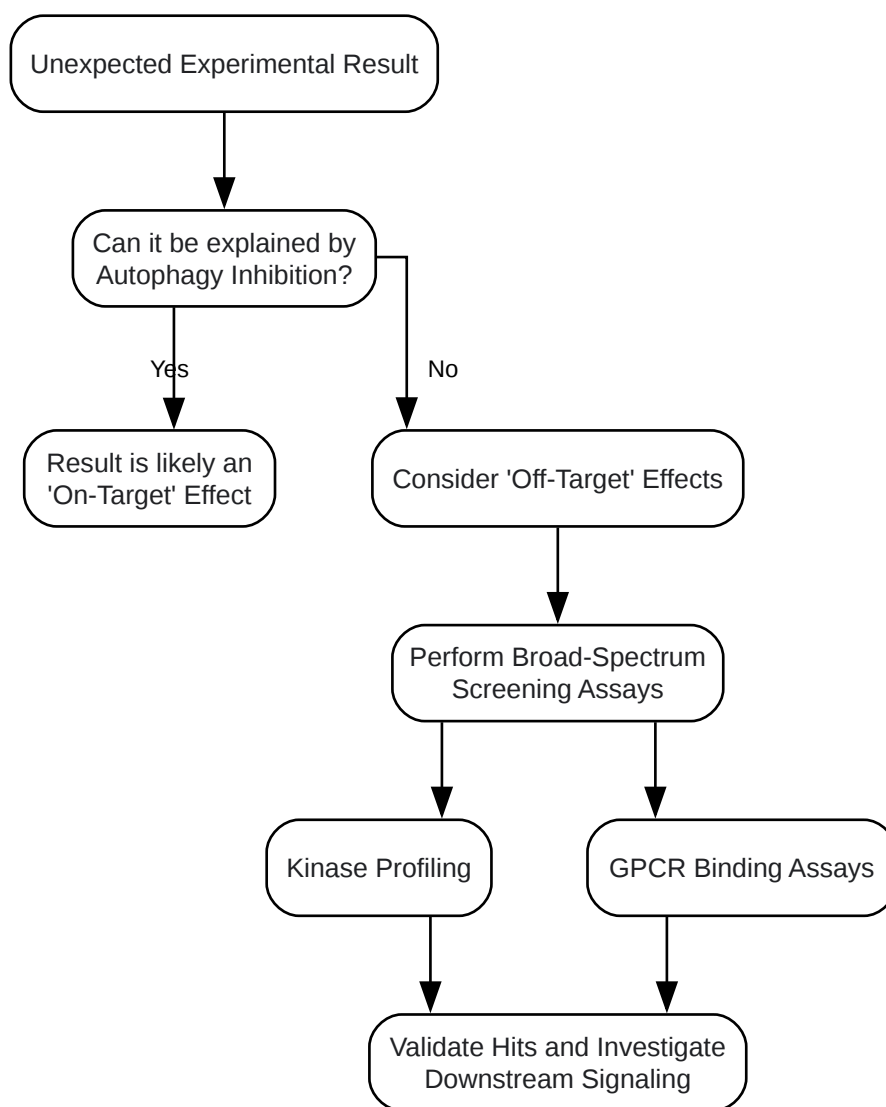 Unexpected Experimental Result
Can it be explained by
Autophagy Inhibition?
Yes
No
Result is likely an
'On-Target' Effect
Consider 'Off-Target' Effects
Perform Broad-Spectrum
Screening Assays
Kinase Profiling
GPCR Binding Assays
Validate Hits and Investigate
Downstream Signaling